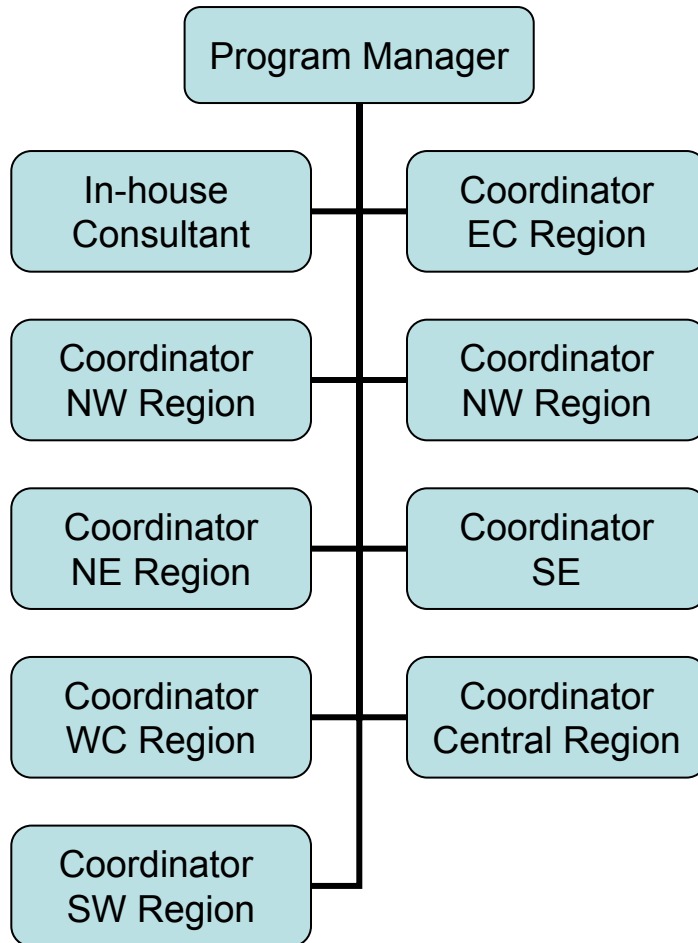 Program Manager
In-house
Consultant
Coordinator
EC Region
Coordinator
NW Region
Coordinator
NW Region
Coordinator
NE Region
Coordinator
SE
Coordinator
WC Region
Coordinator
Central Region
Coordinator
SW Region